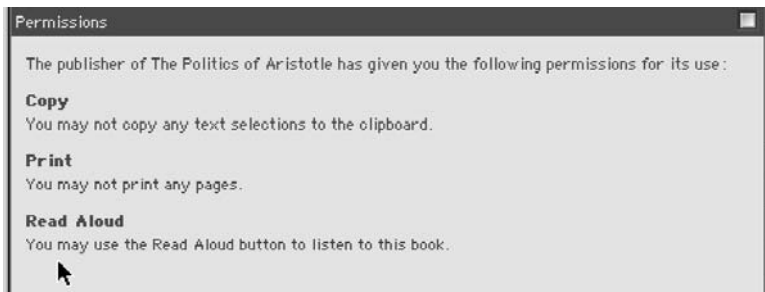 Permissions
The publisher of The Politics of Aristotle has given you the following permissions for its use:
Copy
You may not copy any text selections to the clipboard.
Print
You may not print any pages.
Read Aloud
You may use the Read Aloud button to listen to this book.